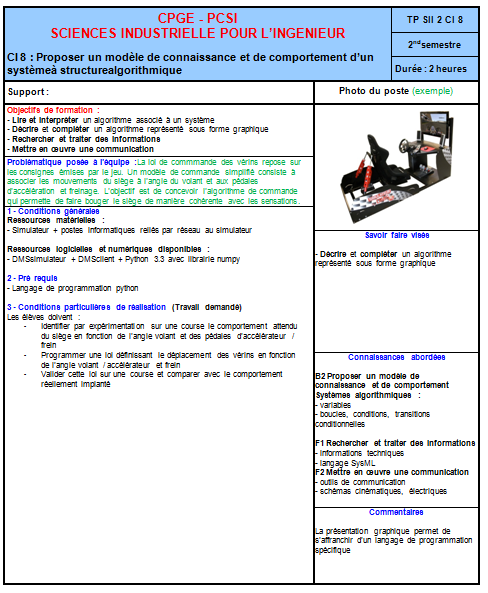 CPGE - PCSI
SCIENCES INDUSTRIELLE POUR L'INGENIEUR
CI 8 : Proposer un modèle de connaissance et de comportement d'un
systèmeà structurealgorithmique
TP SII 2 CI 8
2nd semestre
Durée : 2 heures
Support :
Photo du poste (exemple)
Objectifs de formation :
- Lire et interpréter un algorithme associé à un système
- Décrire et compléter un algorithme représenté sous forme graphique
- Rechercher et traiter des informations
- Mettre en œuvre une communication
Problématique posée à l'équipe : La loi de commmande des vérins repose sur
les consignes émises par le jeu. Un modèle de commande simplifié consiste à
associer les mouvements du siège à l'angle du volant et aux pédales
d'accélération et freinage. L'objectif est de concevoir l'algorithme de commande
qui permette de faire bouger le siège de manière cohérente avec les sensations.
1 - Conditions générales
Ressources matérielles :
- Simulateur + postes informatiques reliés par réseau au simulateur
Ressources logicielles et numériques disponibles :
- DMSsimulateur + DMSclient + Python 3.3 avec librairie numpy
2 - Pré requis
- Langage de programmation python
3 - Conditions particulières de réalisation (Travail demandé)
Les élèves doivent :
- Identifier par expérimentation sur une course le comportement attendu
du siège en fonction de l'angle volant et des pédales d'accélérateur /
frein
- Programmer une loi définissant le déplacement des vérins en fonction
de l'angle volant / accélérateur et frein
- Valider cette loi sur une course et comparer avec le comportement
réellement implanté
Savoir faire visés
- Décrire et compléter un algorithme
représenté sous forme graphique
Connaissances abordées
B2 Proposer un modèle de
connaissance et de comportement
Systèmes algorithmiques :
- variables
- boucles, conditions, transitions
conditionnelles
F1 Rechercher et traiter des informations
- informations techniques
- langage SysML
F2 Mettre en œuvre une communication
- outils de communication
- schémas cinématiques, électriques
Commentaires
La présentation graphique permet de
s'affranchir d'un langage de programmation
spécifique